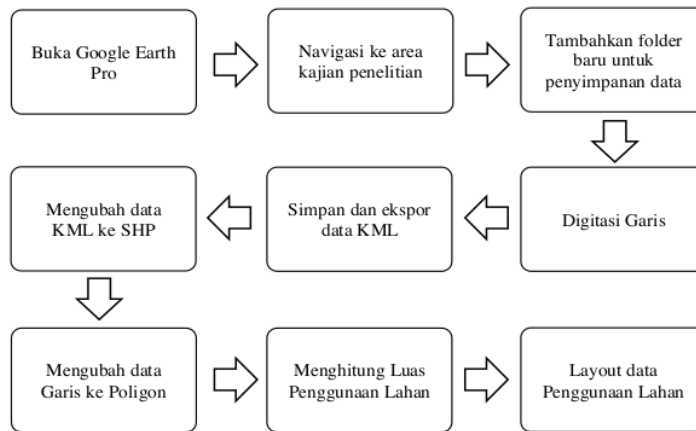 Buka Google Earth
Pro
Navigasi ke area
kajian penelitian
Tambahkan folder
baru untuk
penyimpanan data
Digitasi Garis
Simpan dan ekspor
data KML
Mengubah data
KML ke SHP
Mengubah data
Garis ke Poligon
Menghitung Luas
Penggunaan Lahan
Layout data
Penggunaan Lahan